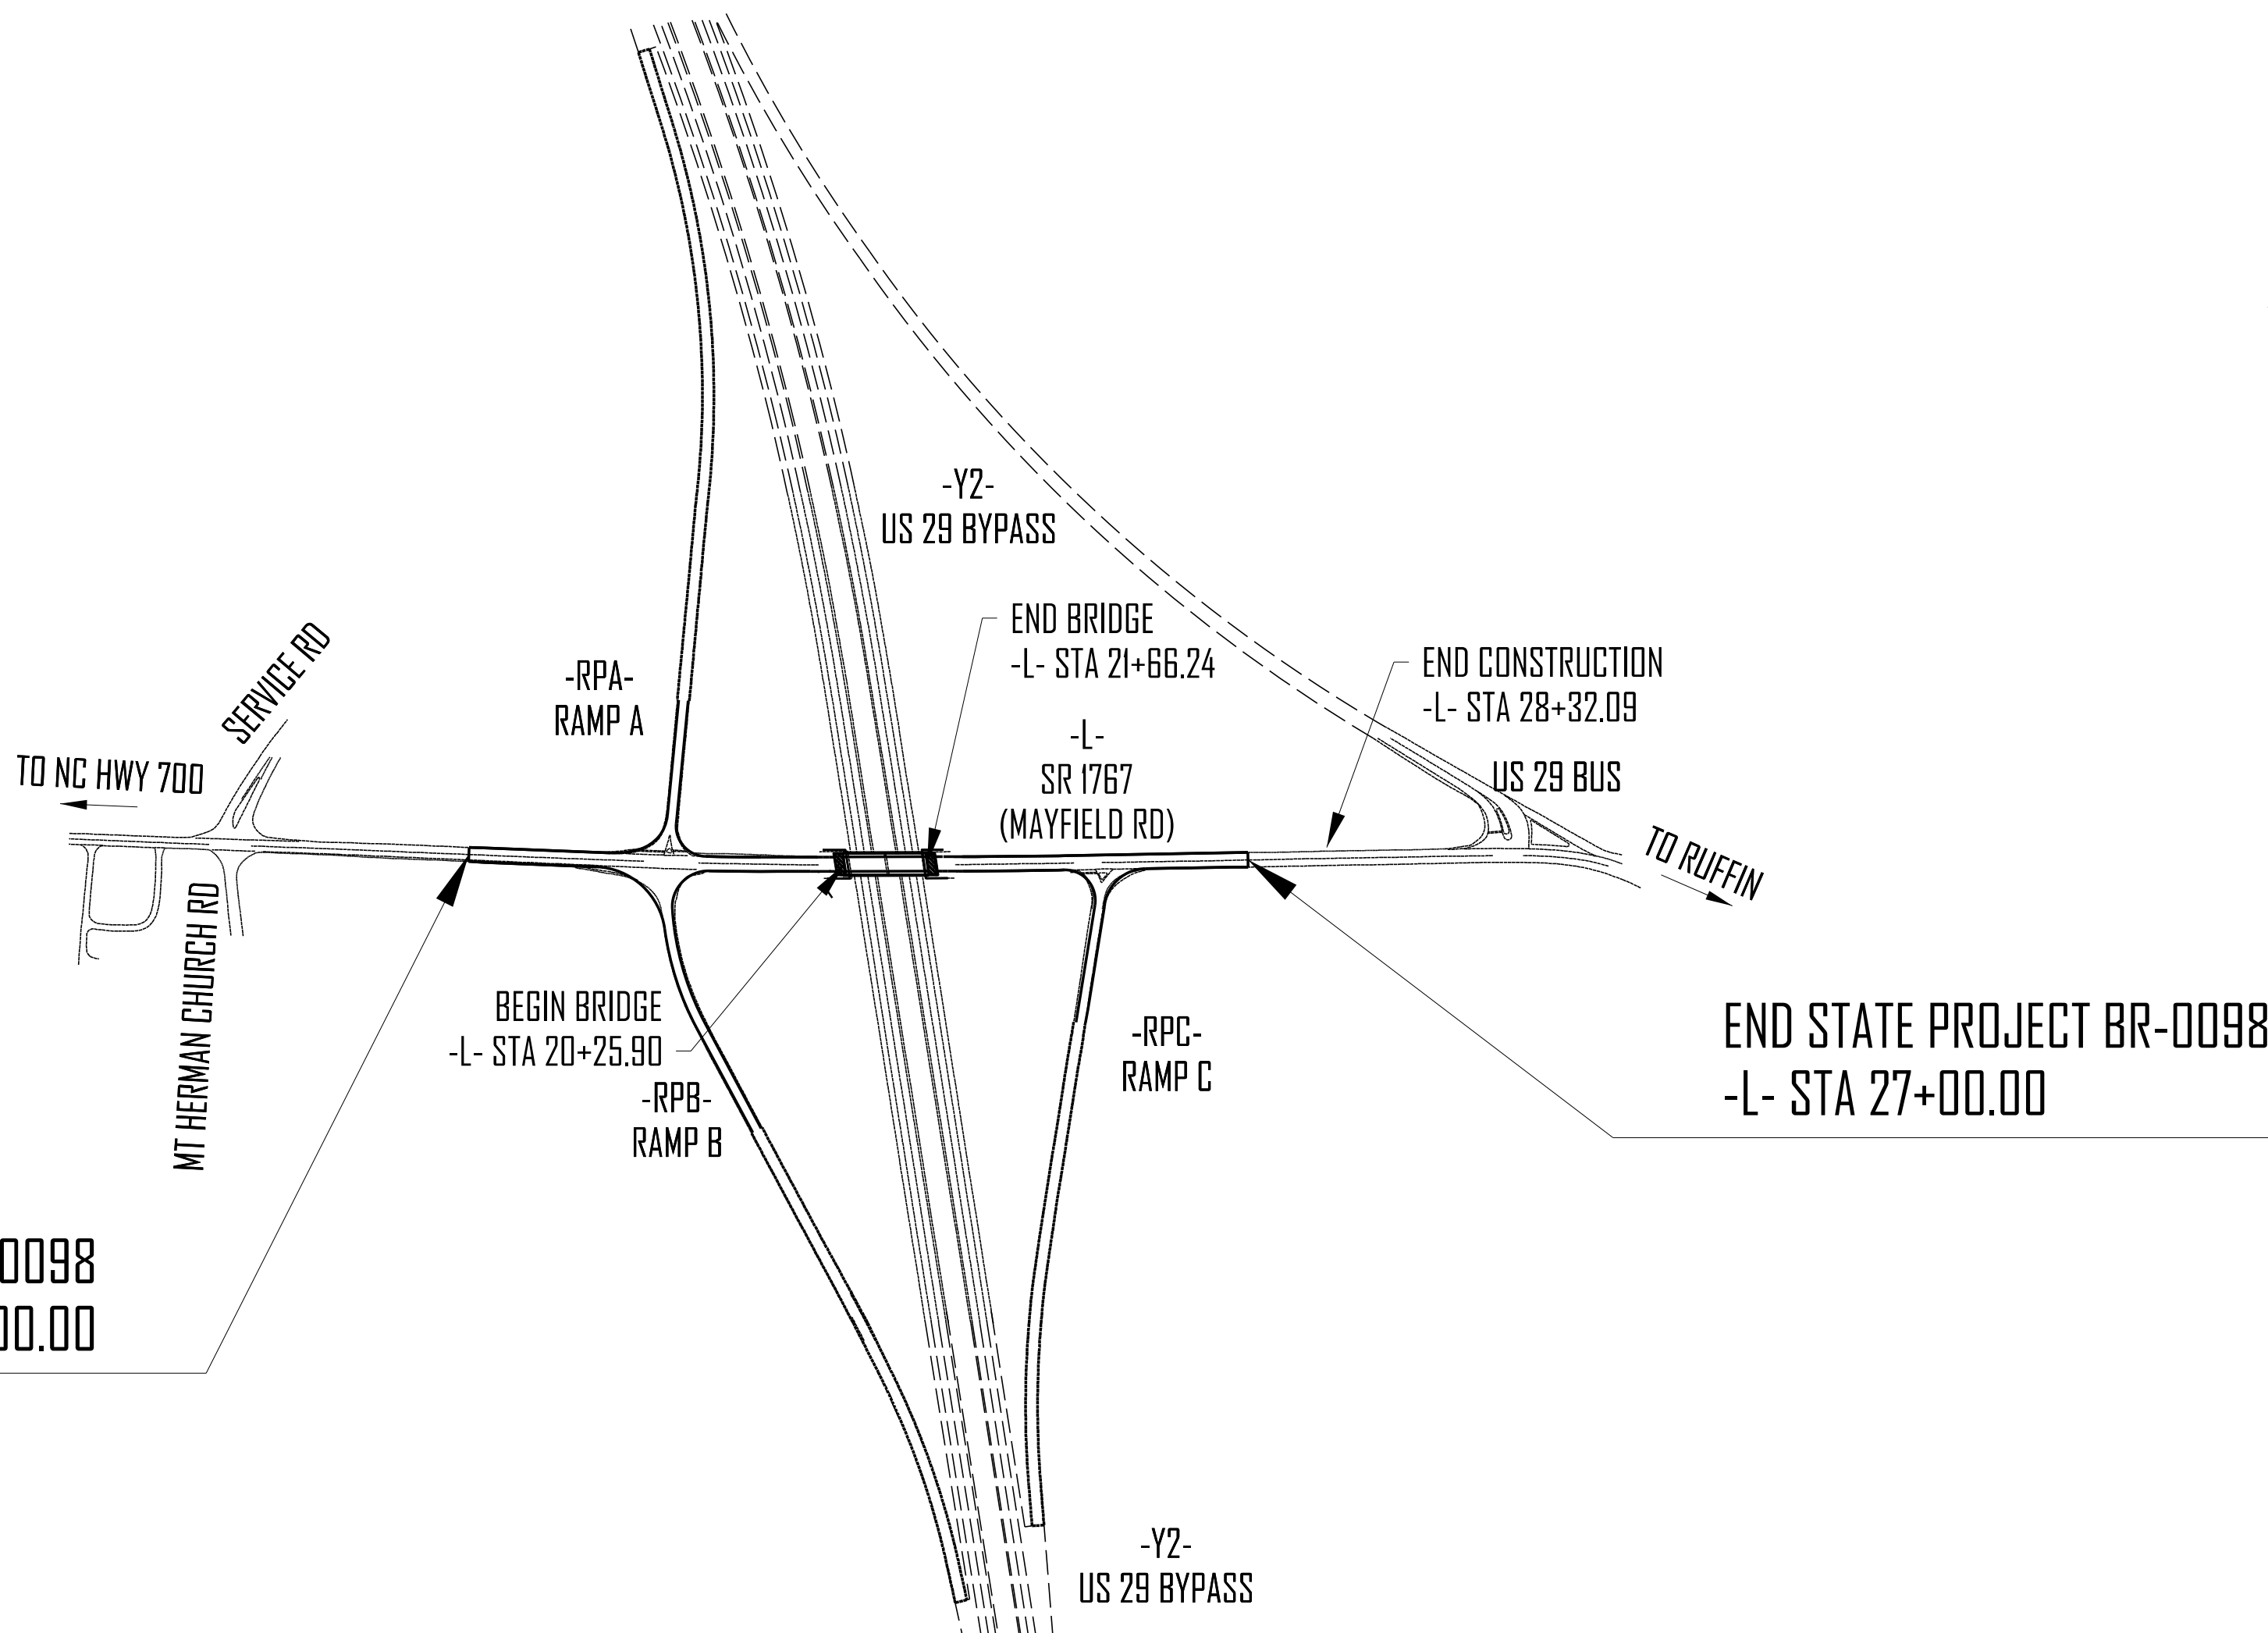 -Y2-
US 29 BYPASS
END BRIDGE
-L- STA 21+66.24
END CONSTRUCTION
-L- STA 28+32.09
SERVICE RD
-RPA-
RAMP A
-L-
SR 1767
(MAYFIELD RD)
TO NC HWY 700
US 29 BUS
TO RUFFIN
MT HERMAN CHURCH RD
BEGIN BRIDGE
-L- STA 20+25.90
-RPB-
RAMP B
-RPC-
RAMP C
END STATE PROJECT BR-0098
-L- STA 27+00.00
0098
00.00
-Y2-
US 29 BYPASS